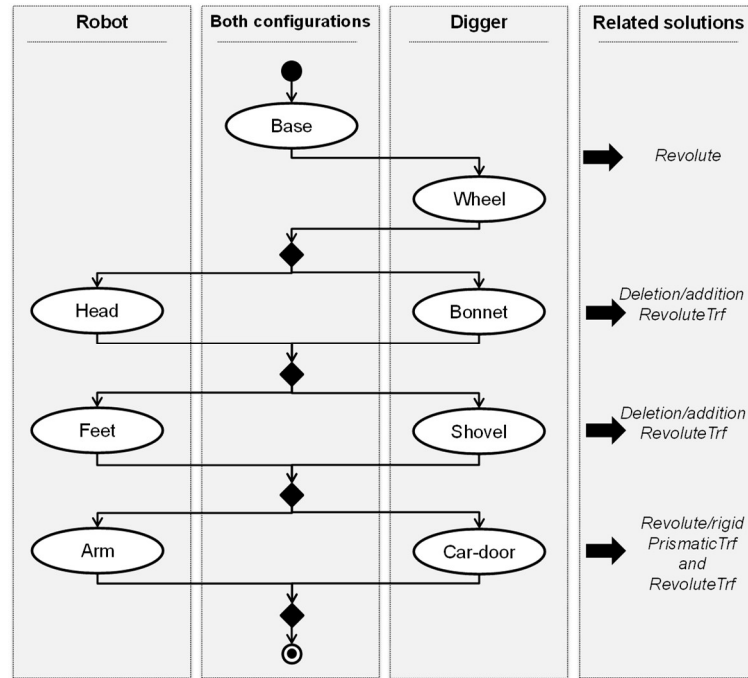 Robot
Both configurations
Digger
Related solutions
Base
Revolute
Wheel
Head
Bonnet
Deletion/addition
RevoluteTrf
Feet
Shovel
Deletion/addition
RevoluteTrf
Arm
Car-door
Revolute/rigid
PrismaticTrf
and
RevoluteTrf